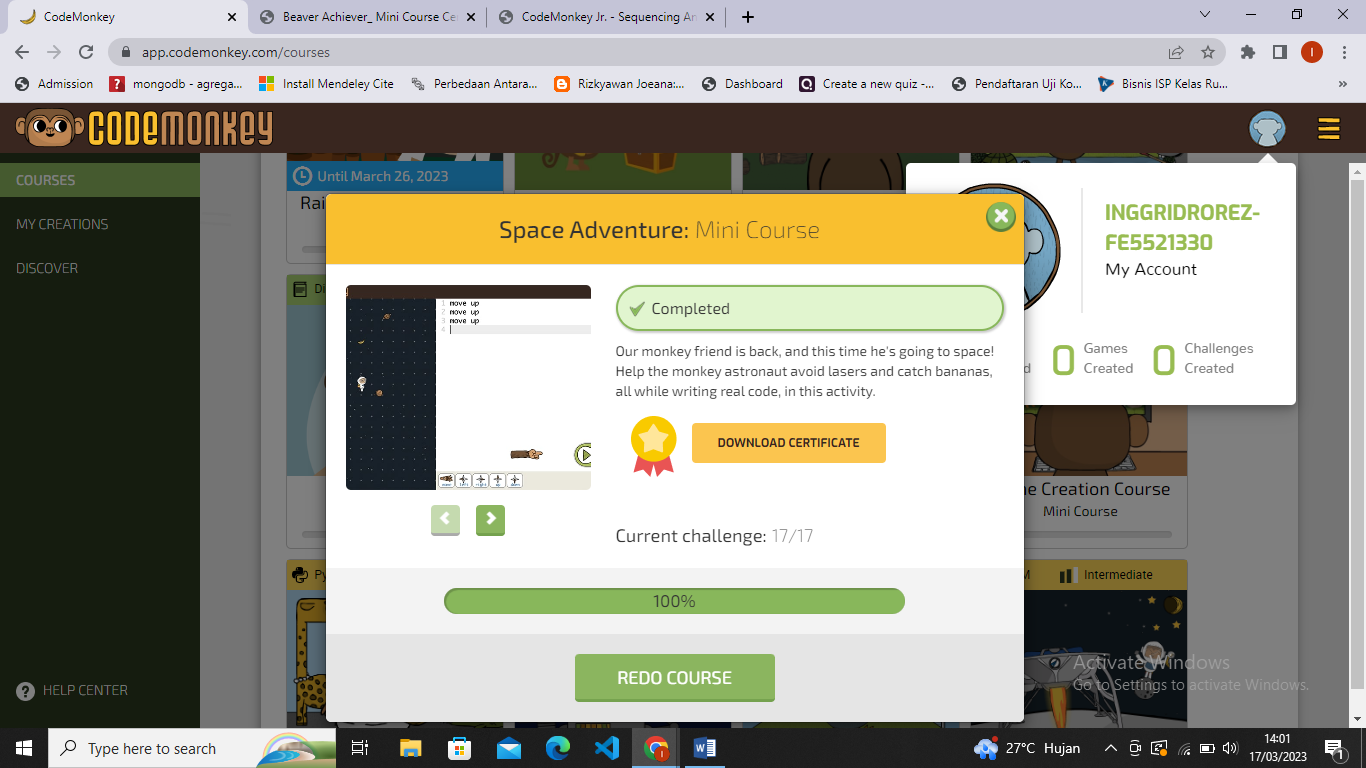 CodeMonkey
Beaver Achiever_ Mini Course Ce
CodeMonkey Jr. - Sequencing An
app.codemonkey.com/courses
I
Admission
mongodb - agrega...
Install Mendeley Cite
Perbedaan Antara...
Rizkyawan Joeana:...
Dashboard
Create a new quiz -...
Pendaftaran Uji Ko...
Bisnis ISP Kelas Ru...
CODEMONKEY
COURSES
MY CREATIONS
DISCOVER
HELP CENTER
Until March 26, 2023
Rai
Di
Space Adventure: Mini Course
1 move up
2 move up
3 move up
4
Completed
Our monkey friend is back, and this time he's going to space!
Help the monkey astronaut avoid lasers and catch bananas,
all while writing real code, in this activity.
DOWNLOAD CERTIFICATE
Current challenge: 17/17
100%
REDO COURSE
INGGRIDROREZ-
FE5521330
My Account
d
0 Games
Created
0 Challenges
Created
e Creation Course
Mini Course
Py
M
Intermediate
Activate Windows
Go to Settings to activate Windows.
Type here to search
27°C Hujan
14:01
17/03/2023
1